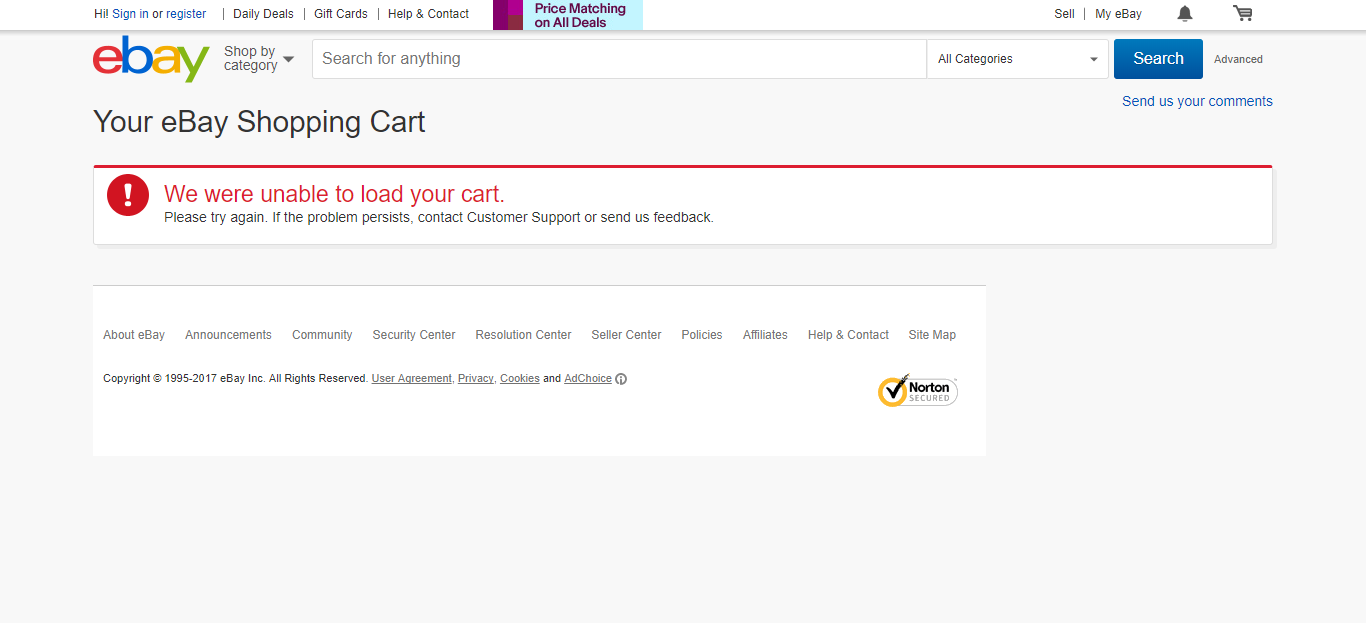 Hi! Sign in or register | Daily Deals | Gift Cards | Help & Contact
Price Matching
on All Deals
Sell | My eBay
ebay
Shop by
category
Search for anything
All Categories
Search
Advanced
Send us your comments
Your eBay Shopping Cart
We were unable to load your cart.
Please try again. If the problem persists, contact Customer Support or send us feedback.
About eBay Announcements Community Security Center Resolution Center Seller Center Policies Affiliates Help & Contact Site Map
Copyright © 1995-2017 eBay Inc. All Rights Reserved. User Agreement, Privacy, Cookies and AdChoice
Norton
SECURED